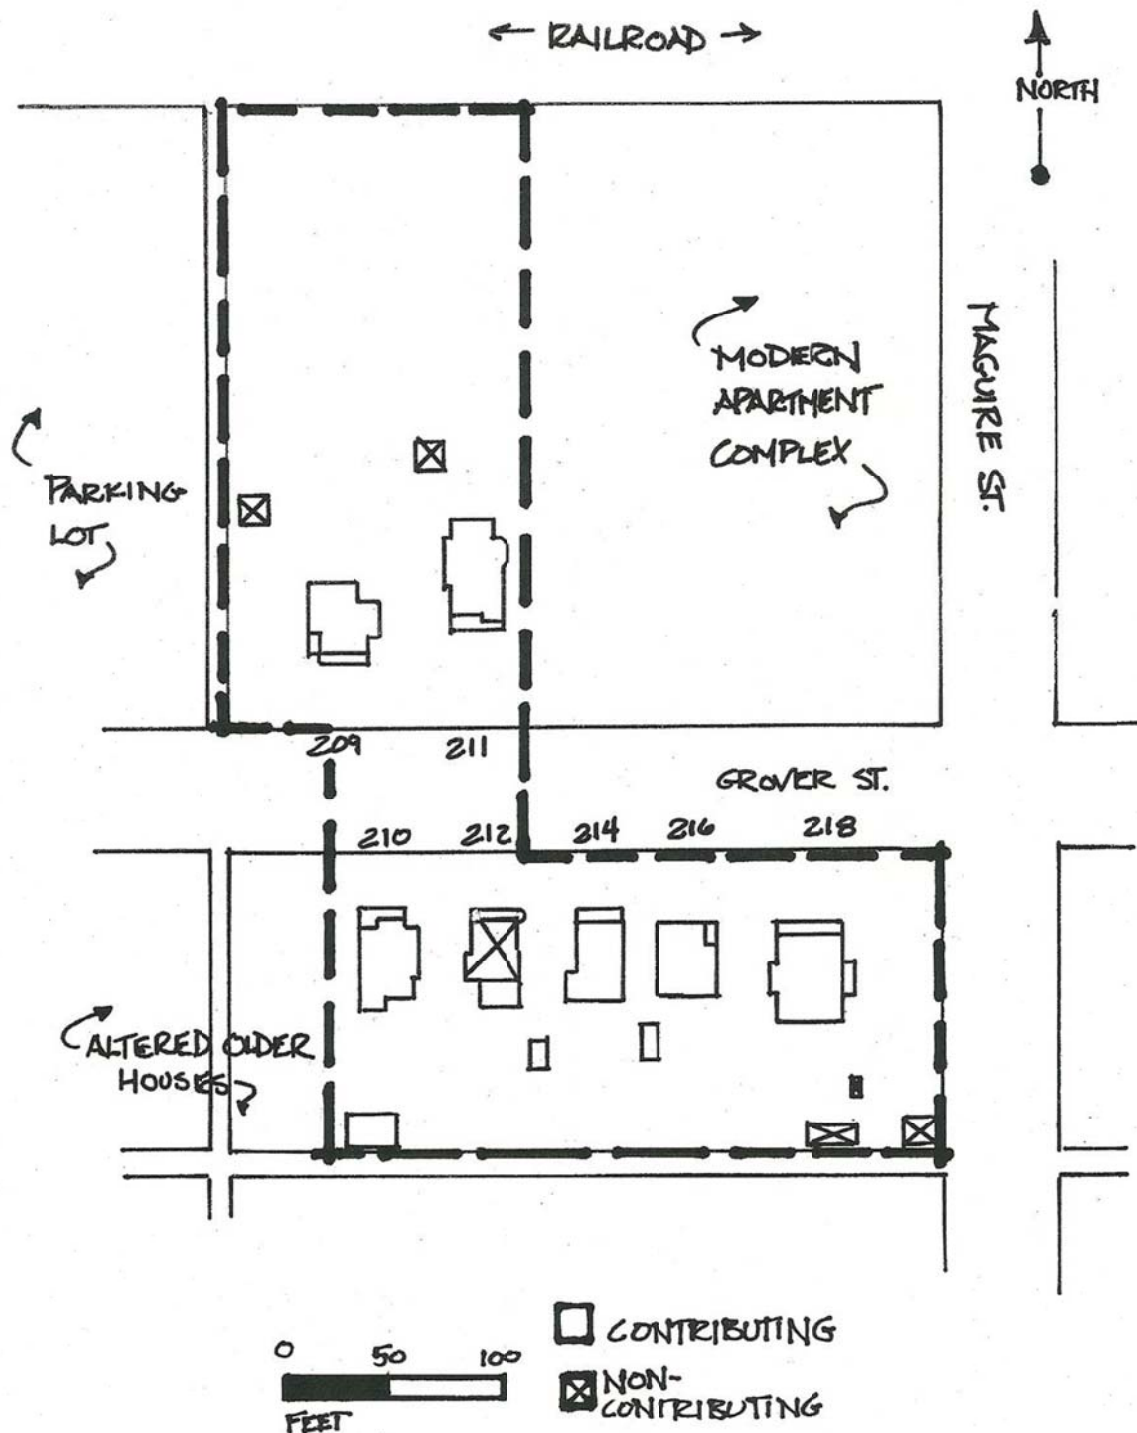 ← RAILROAD →
NORTH
MAGUIRE ST.
MODERN
APARTMENT
COMPLEX
PARKING
LOT
209 211
GROVER ST.
210 212 214 216 218
ALTERED OLDER
HOUSES
0 50 100
FEET
CONTRIBUTING
NON-
CONTRIBUTING